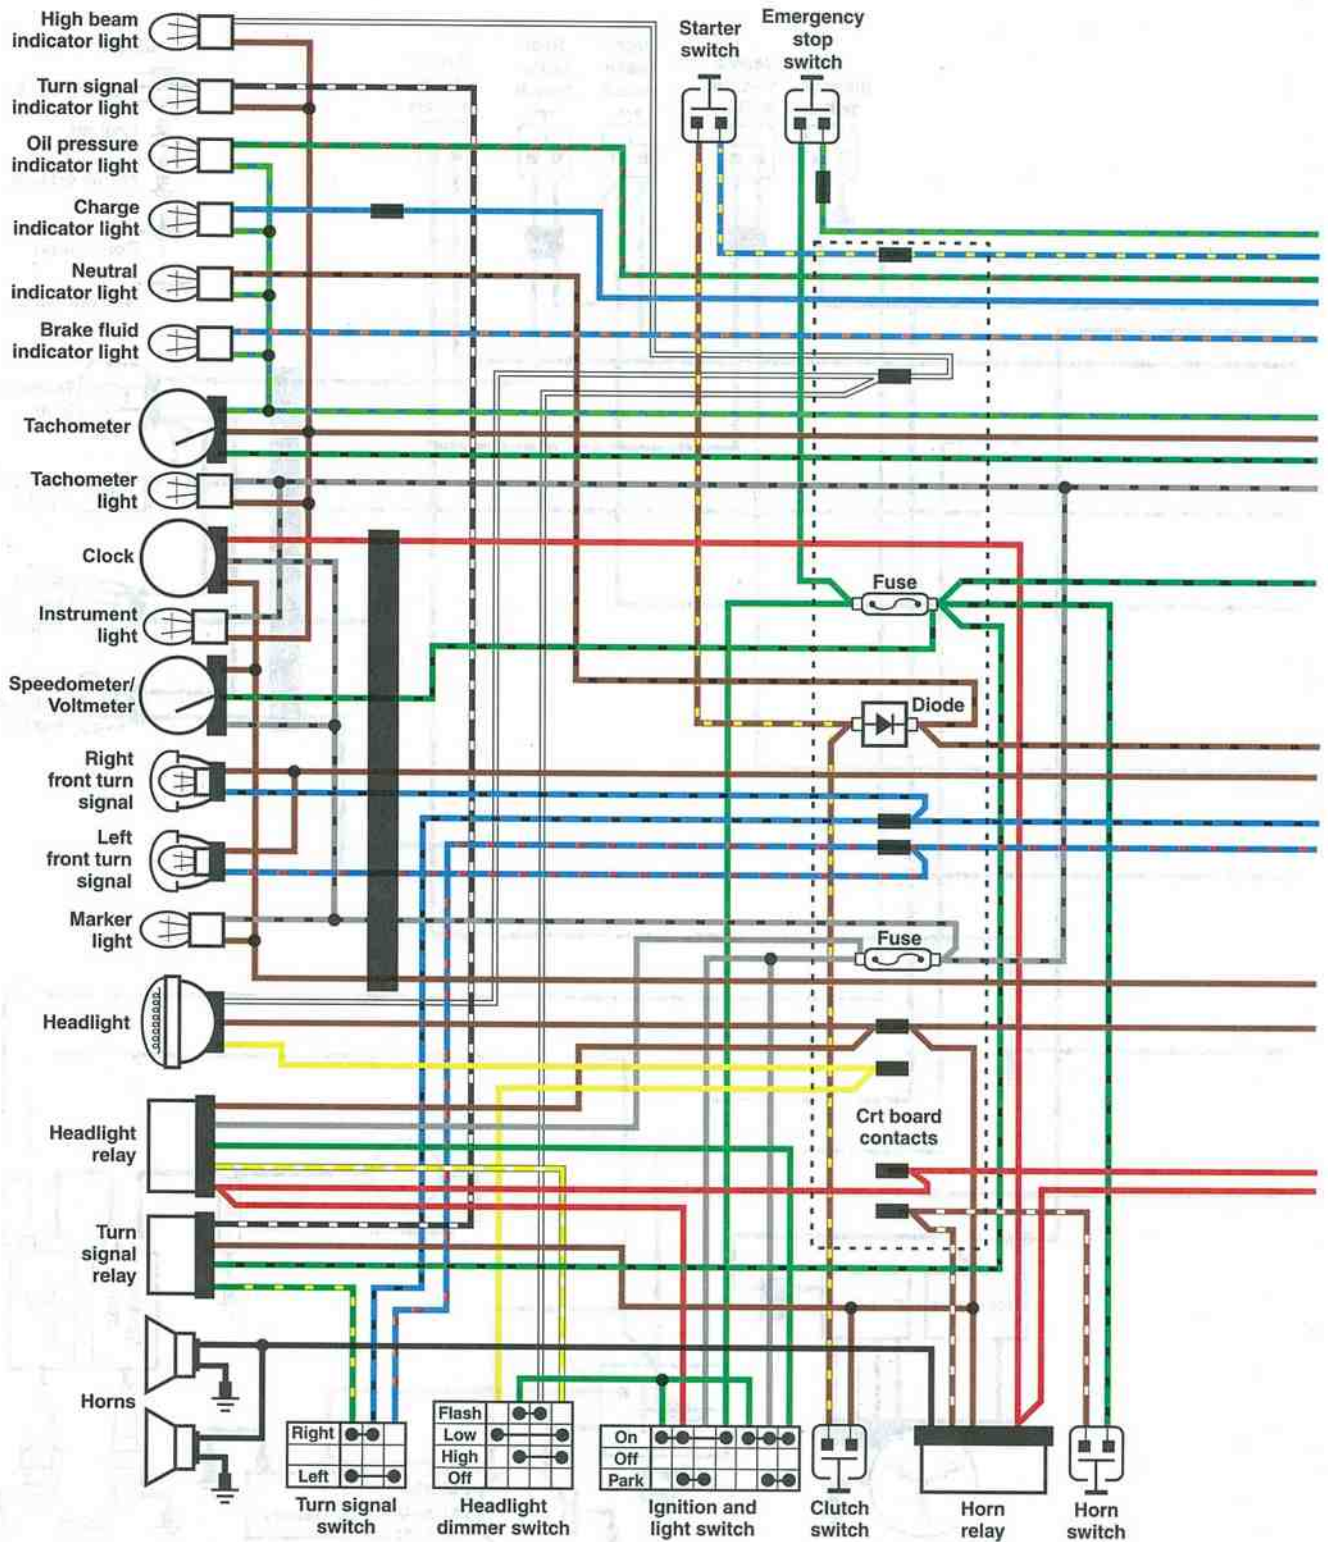 High beam
indicator light
Turn signal
indicator light
Oil pressure
indicator light
Charge
indicator light
Neutral
indicator light
Brake fluid
indicator light
Tachometer
Tachometer
light
Clock
Instrument
light
Speedometer/
Voltmeter
Right
front turn
signal
Left
front turn
signal
Marker
light
Headlight
Headlight
relay
Turn
signal
relay
Horns
Starter
switch
Emergency
stop
switch
Fuse
Diode
Fuse
Crt board
contacts
Right
Left
Turn signal
switch
Flash
Low
High
Off
Headlight
dimmer switch
On
Off
Park
Ignition and
light switch
Clutch
switch
Horn
relay
Horn
switch